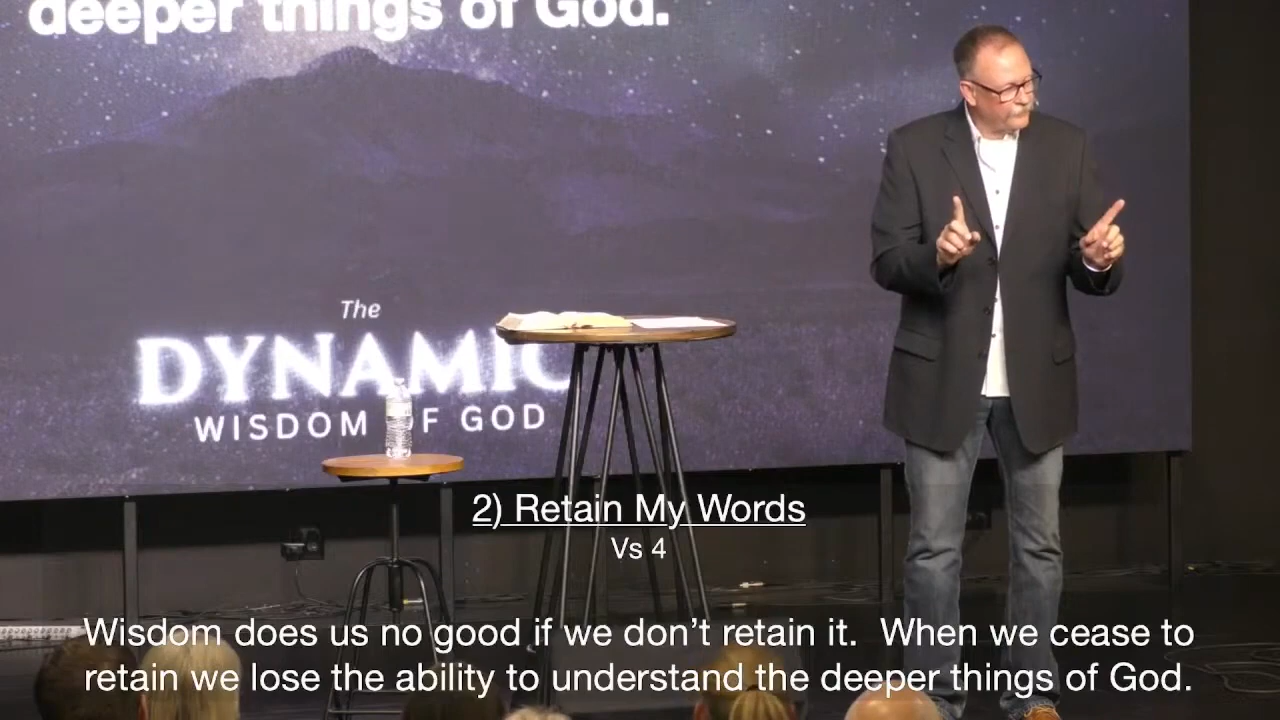 deeper things of God.
The
DYNAMIC
WISDOM OF GOD
2) Retain My Words
Vs 4
Wisdom does us no good if we don't retain it. When we cease to
retain we lose the ability to understand the deeper things of God.